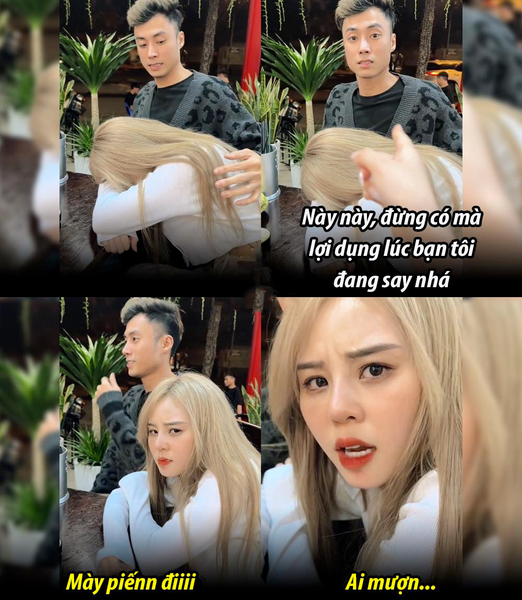 Này này, đừng có mà
lợi dụng lúc bạn tôi
đang say nhá
Mày piếnn điiii
Ai mượn...